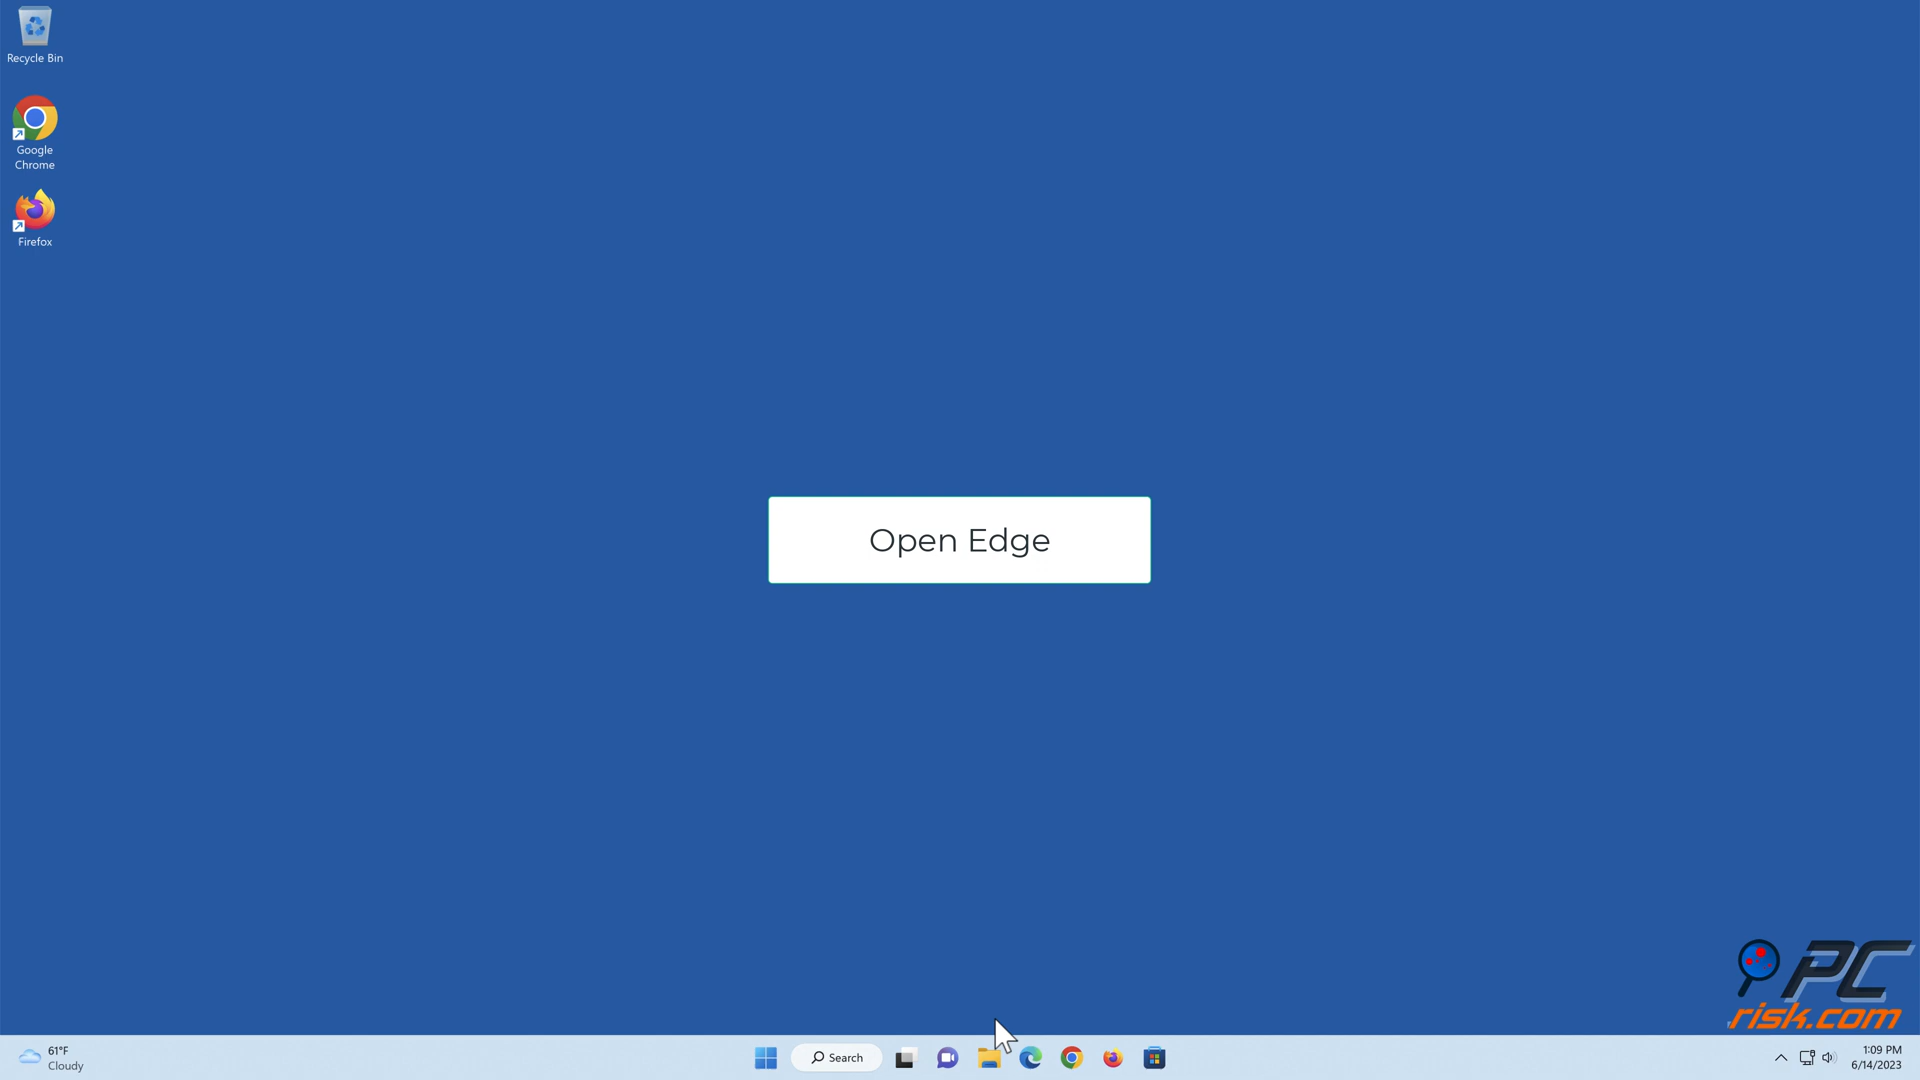 Recycle Bin
Google
Chrome
Firefox
Open Edge
PC
risk.com
61°F
Cloudy
Search
1:09 PM
6/14/2023